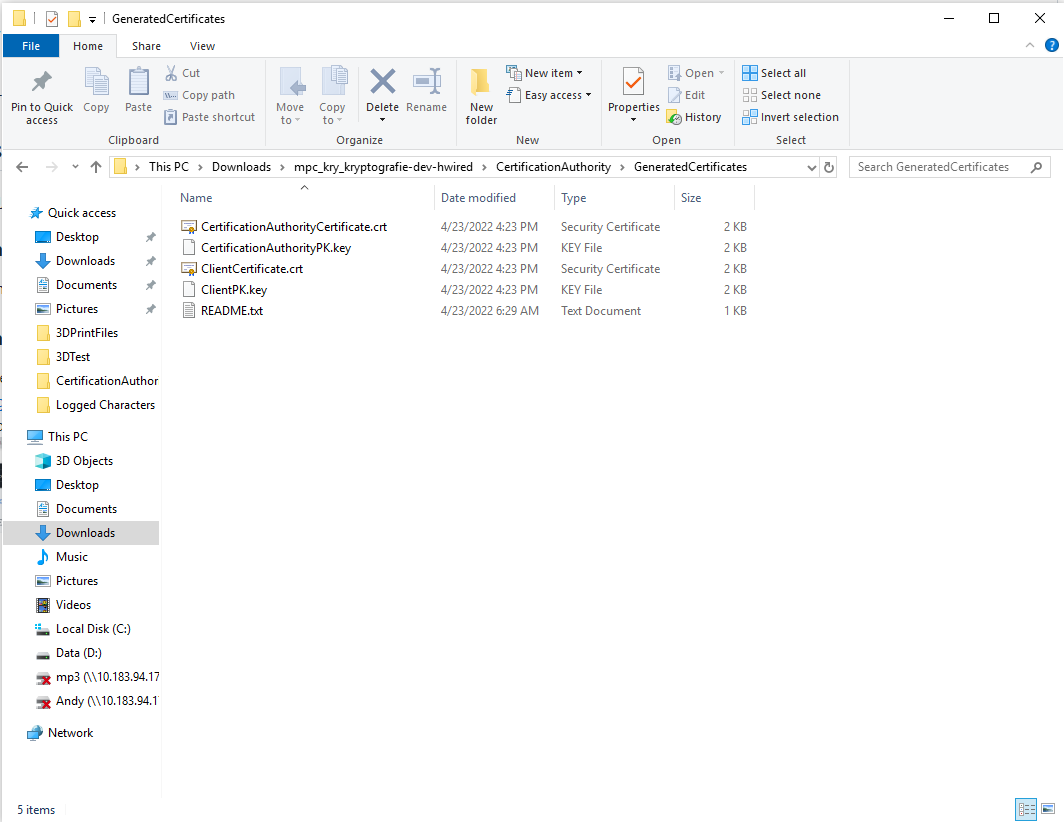 GeneratedCertificates
File Home Share View
Pin to Quick access
Copy
Paste
Cut
Copy path
Paste shortcut
Clipboard
Move to
Copy to
Delete
Rename
Organize
New folder
New item
Easy access
New
Properties
Open
Edit
History
Open
Select all
Select none
Invert selection
Select
This PC > Downloads > mpc_kry_kryptografie-dev-hwired > CertificationAuthority > GeneratedCertificates
Search GeneratedCertificates
Name Date modified Type Size
CertificationAuthorityCertificate.crt 4/23/2022 4:23 PM Security Certificate 2 KB
CertificationAuthorityPK.key 4/23/2022 4:23 PM KEY File 2 KB
ClientCertificate.crt 4/23/2022 4:23 PM Security Certificate 2 KB
ClientPK.key 4/23/2022 4:23 PM KEY File 2 KB
README.txt 4/23/2022 6:29 AM Text Document 1 KB
Quick access
Desktop
Downloads
Documents
Pictures
3DPrintFiles
3DTest
CertificationAuthor
Logged Characters
This PC
3D Objects
Desktop
Documents
Downloads
Music
Pictures
Videos
Local Disk (C:)
Data (D:)
mp3 (\\10.183.94.17
Andy (\\10.183.94.1
Network
5 items